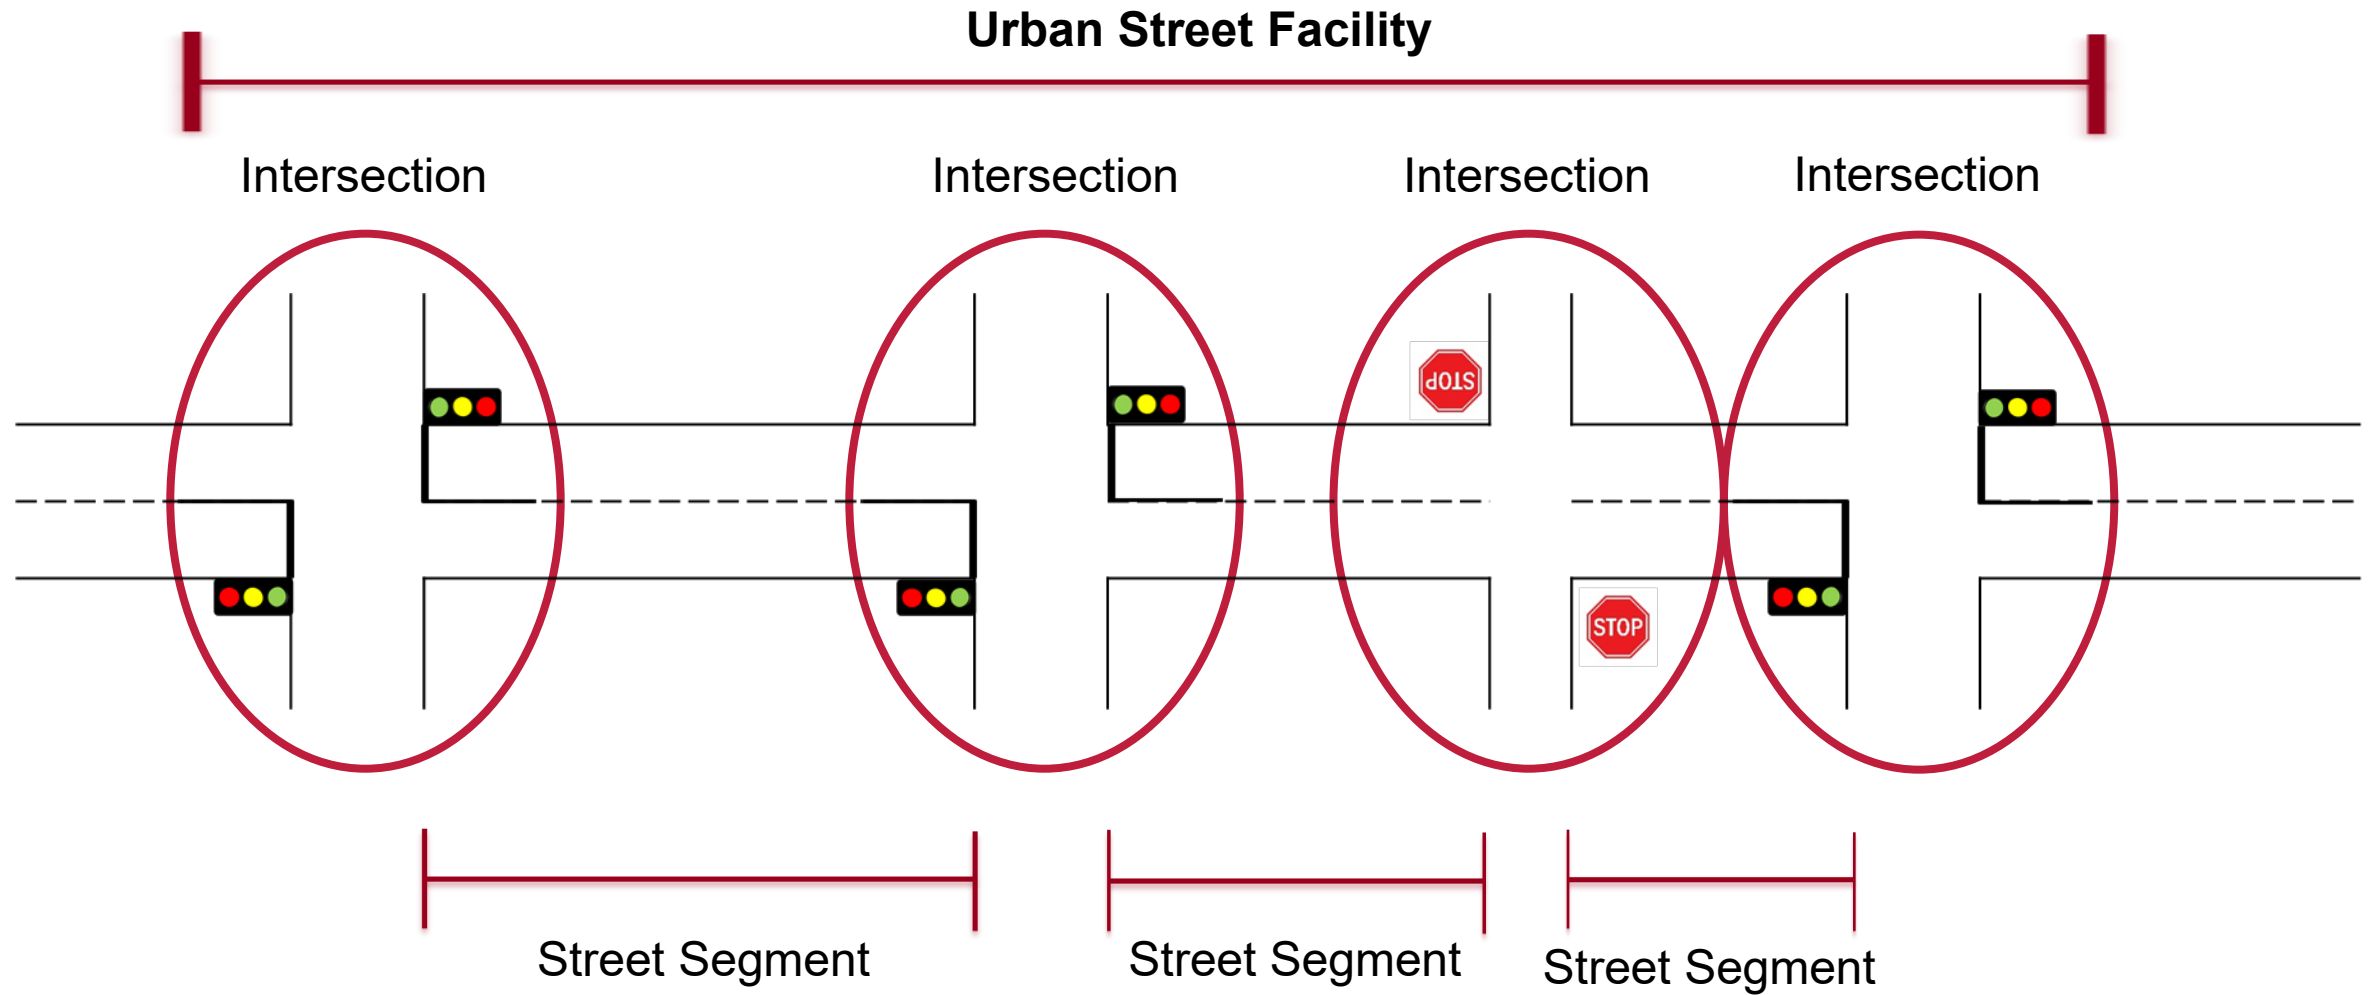 Urban Street Facility
Intersection
Intersection
Intersection
Intersection
STOP
STOP
Street Segment
Street Segment
Street Segment